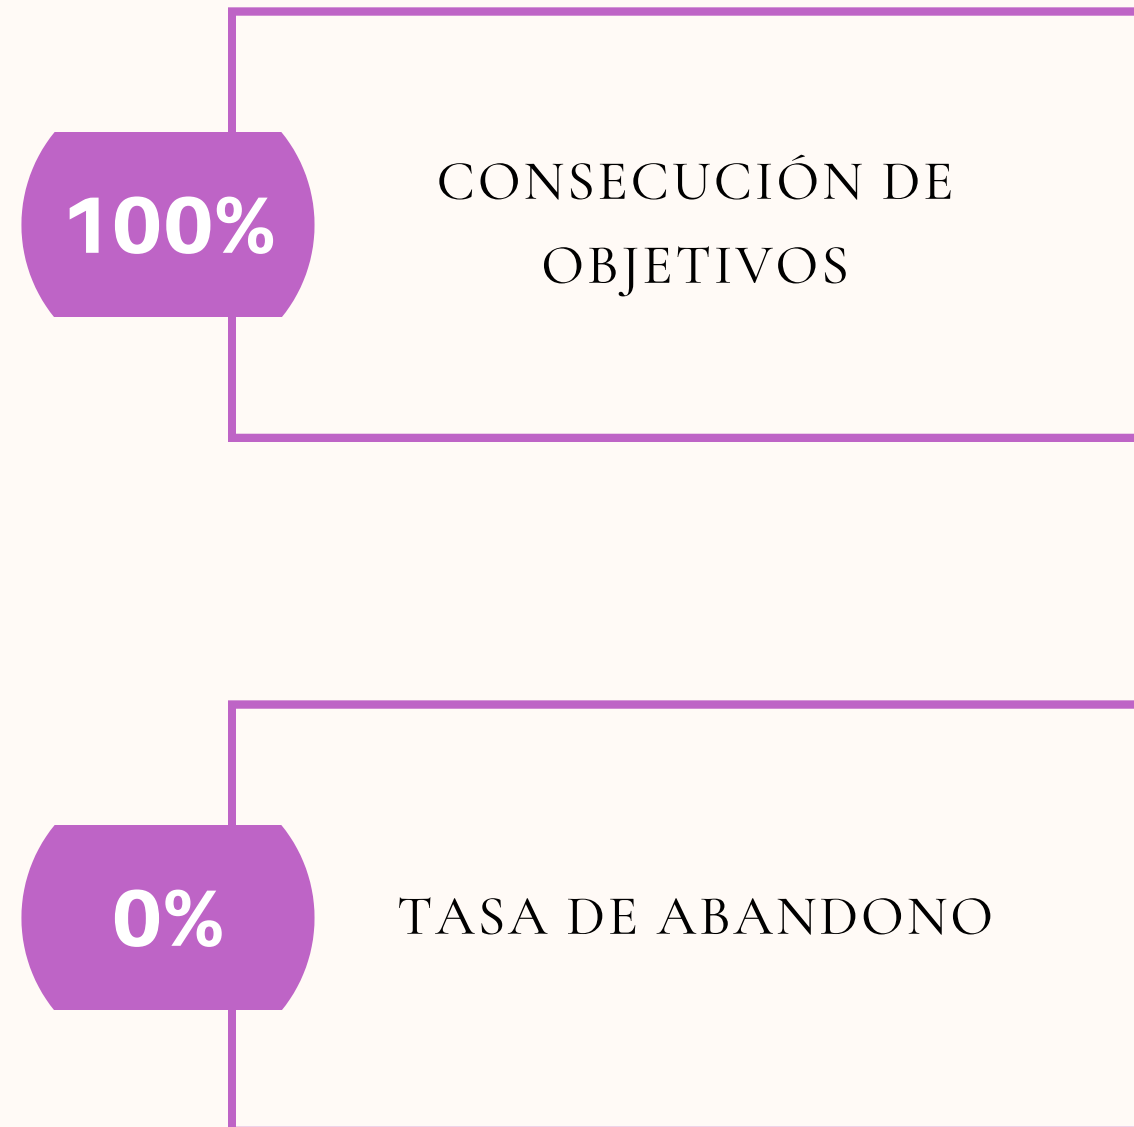 100%
CONSECUCIÓN DE
OBJETIVOS
0%
TASA DE ABANDONO